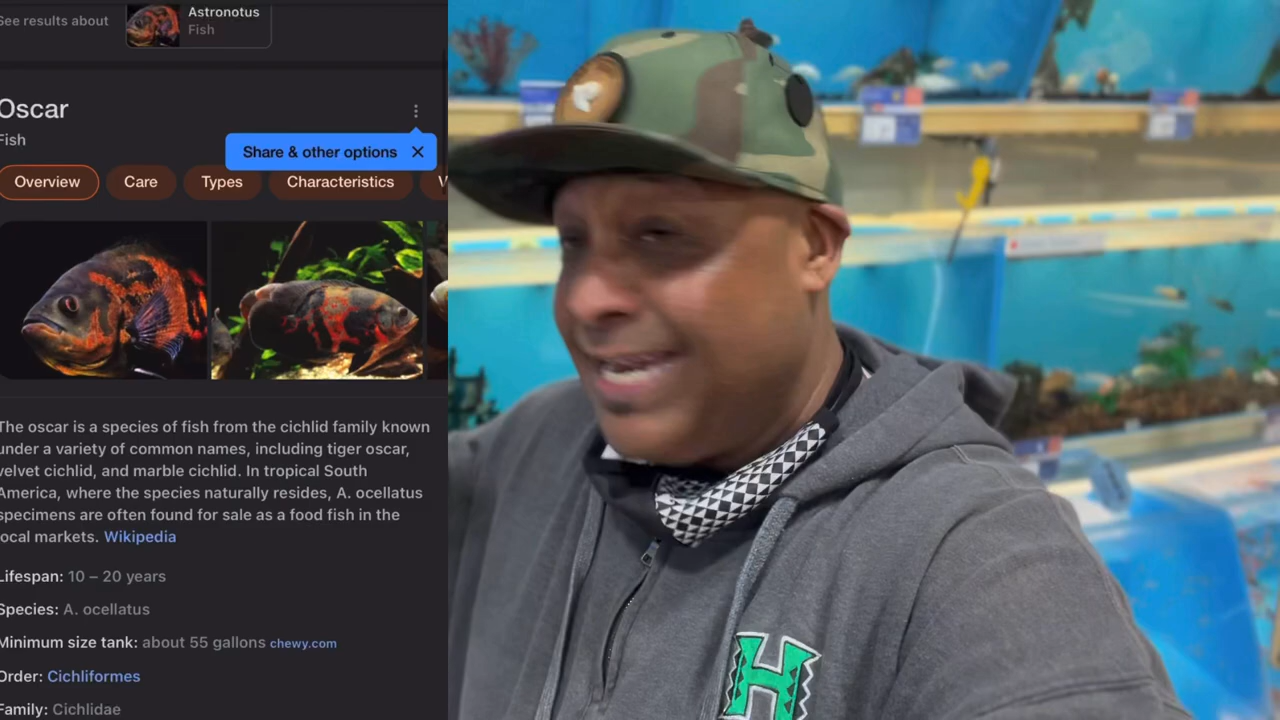 See results about
Astronotus
Fish
Oscar
Fish
Share & other options ✕
Overview
Care
Types
Characteristics
The oscar is a species of fish from the cichlid family known
under a variety of common names, including tiger oscar,
velvet cichlid, and marble cichlid. In tropical South
America, where the species naturally resides, A. ocellatus
specimens are often found for sale as a food fish in the
local markets. Wikipedia
Lifespan: 10 – 20 years
Species: A. ocellatus
Minimum size tank: about 55 gallons chewy.com
Order: Cichliformes
Family: Cichlidae
H